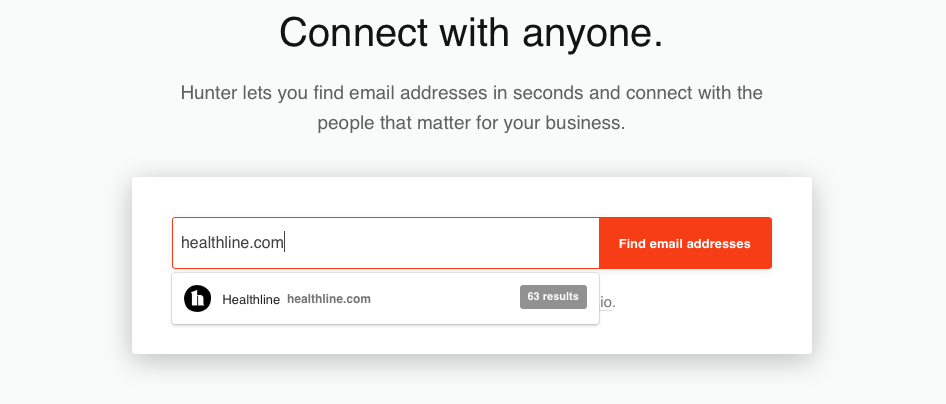 Connect with anyone.
Hunter lets you find email addresses in seconds and connect with the
people that matter for your business.
healthline.com
Find email addresses
Healthline healthline.com
63 results
io.